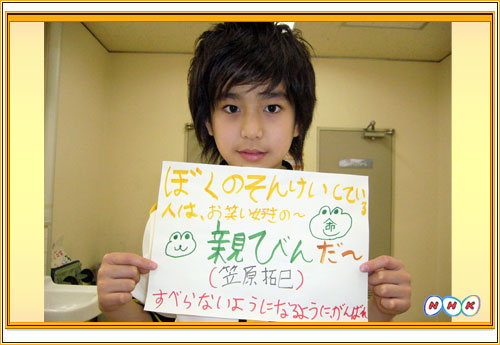 ぼくのそんけいしている
人は、お笑い好きの～
命
親びんだ～
(笠原拓巳)
すべらないようになるように、がんばれ
NHK